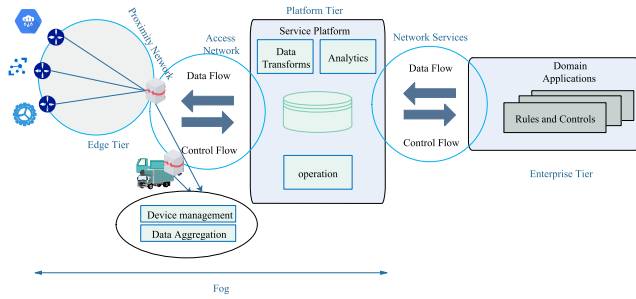 Platform Tier
Proximity Network
Access
Network
Service Platform
Network Services
Data
Transforms
Analytics
Data Flow
Data Flow
Domain
Applications
Rules and Controls
Control Flow
Control Flow
Edge Tier
operation
Enterprise Tier
Device management
Data Aggregation
Fog